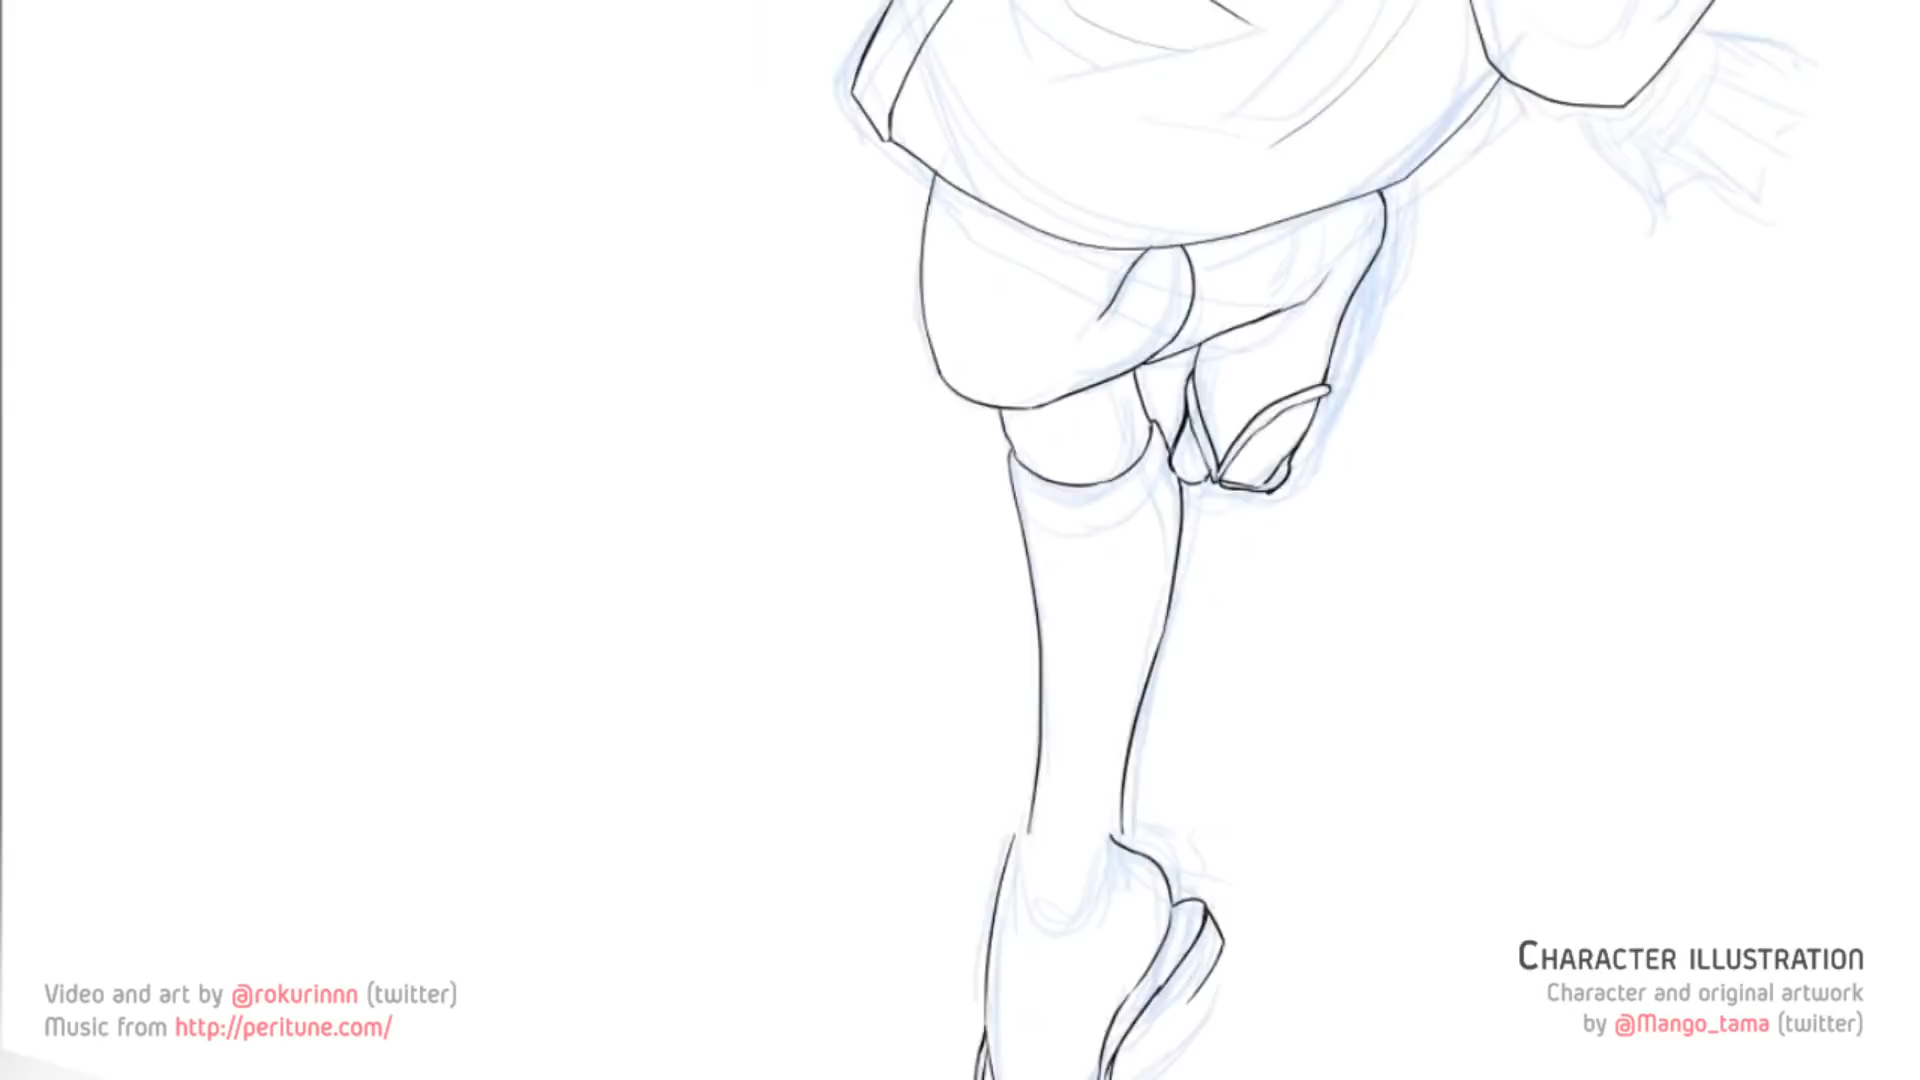 Video and art by @rokurinnn (twitter)
Music from http://peritune.com/
Character illustration
Character and original artwork
by @Mango_tama (twitter)